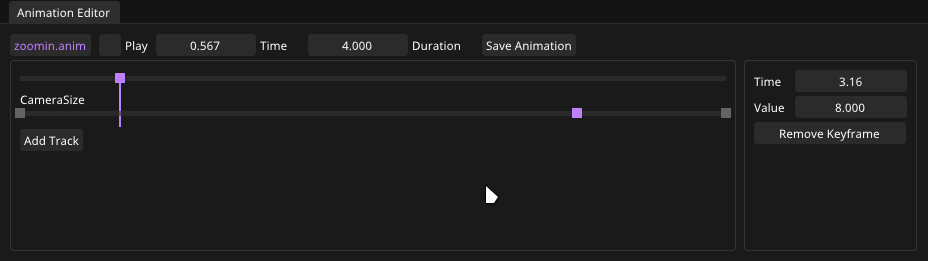 Animation Editor
zoomin.anim Play 0.567 Time 4.000 Duration Save Animation
CameraSize
Add Track
Time 3.16
Value 8.000
Remove Keyframe